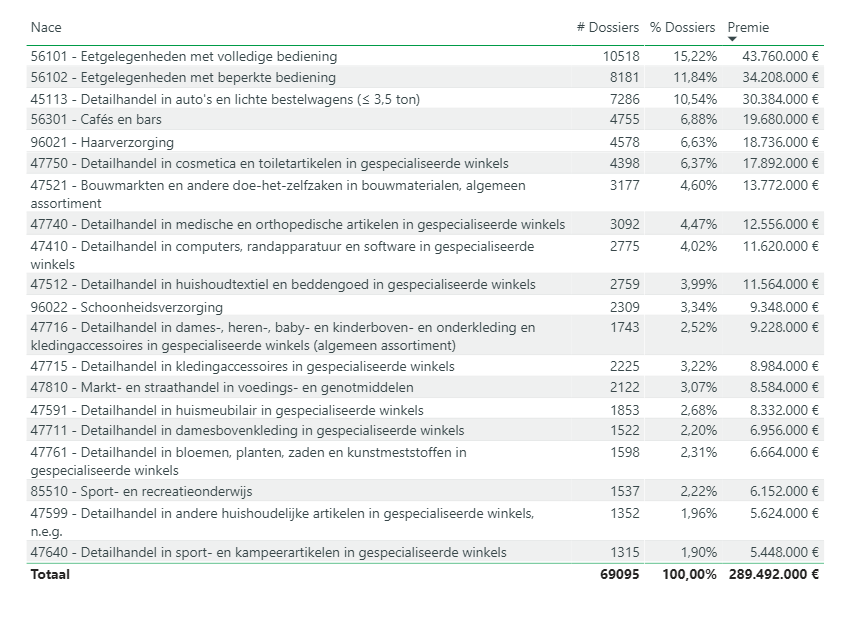 Nace # Dossiers % Dossiers Premie
56101 - Eetgelegenheden met volledige bediening 10518 15,22% 43.760.000 €
56102 - Eetgelegenheden met beperkte bediening 8181 11,84% 34.208.000 €
45113 - Detailhandel in auto's en lichte bestelwagens (≤ 3,5 ton) 7286 10,54% 30.384.000 €
56301 - Cafés en bars 4755 6,88% 19.680.000 €
96021 - Haarverzorging 4578 6,63% 18.736.000 €
47750 - Detailhandel in cosmetica en toiletartikelen in gespecialiseerde winkels 4398 6,37% 17.892.000 €
47521 - Bouwmarkten en andere doe-het-zelfzaken in bouwmaterialen, algemeen 3177 4,60% 13.772.000 €
assortiment
47740 - Detailhandel in medische en orthopedische artikelen in gespecialiseerde winkels 3092 4,47% 12.556.000 €
47410 - Detailhandel in computers, randapparatuur en software in gespecialiseerde 2775 4,02% 11.620.000 €
winkels
47512 - Detailhandel in huishoudtextiel en beddengoed in gespecialiseerde winkels 2759 3,99% 11.564.000 €
96022 - Schoonheidsverzorging 2309 3,34% 9.348.000 €
47716 - Detailhandel in dames-, heren-, baby- en kinderboven- en onderkleding en 1743 2,52% 9.228.000 €
kledingaccessoires in gespecialiseerde winkels (algemeen assortiment)
47715 - Detailhandel in kledingaccessoires in gespecialiseerde winkels 2225 3,22% 8.984.000 €
47810 - Markt- en straathandel in voedings- en genotmiddelen 2122 3,07% 8.584.000 €
47591 - Detailhandel in huismeubilair in gespecialiseerde winkels 1853 2,68% 8.332.000 €
47711 - Detailhandel in damesbovenkleding in gespecialiseerde winkels 1522 2,20% 6.956.000 €
47761 - Detailhandel in bloemen, planten, zaden en kunstmeststoffen in 1598 2,31% 6.664.000 €
gespecialiseerde winkels
85510 - Sport- en recreatieonderwijs 1537 2,22% 6.152.000 €
47599 - Detailhandel in andere huishoudelijke artikelen in gespecialiseerde winkels, 1352 1,96% 5.624.000 €
n.e.g.
47640 - Detailhandel in sport- en kampeerartikelen in gespecialiseerde winkels 1315 1,90% 5.448.000 €
Totaal 69095 100,00% 289.492.000 €